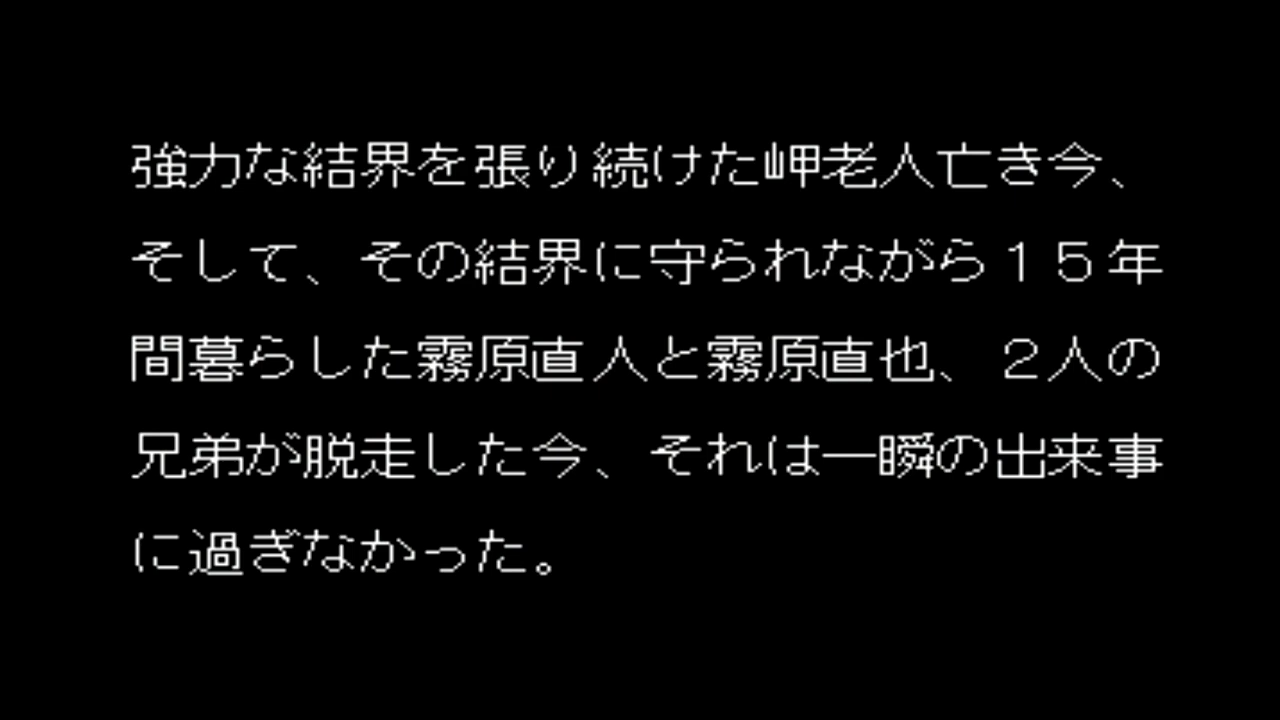 強力な結界を張り続けた岬老人亡き今、
そして、その結界に守られながら１５年
間暮らした霧原直人と霧原直也、２人の
兄弟が脱走した今、それは一瞬の出来事
に過ぎなかった。